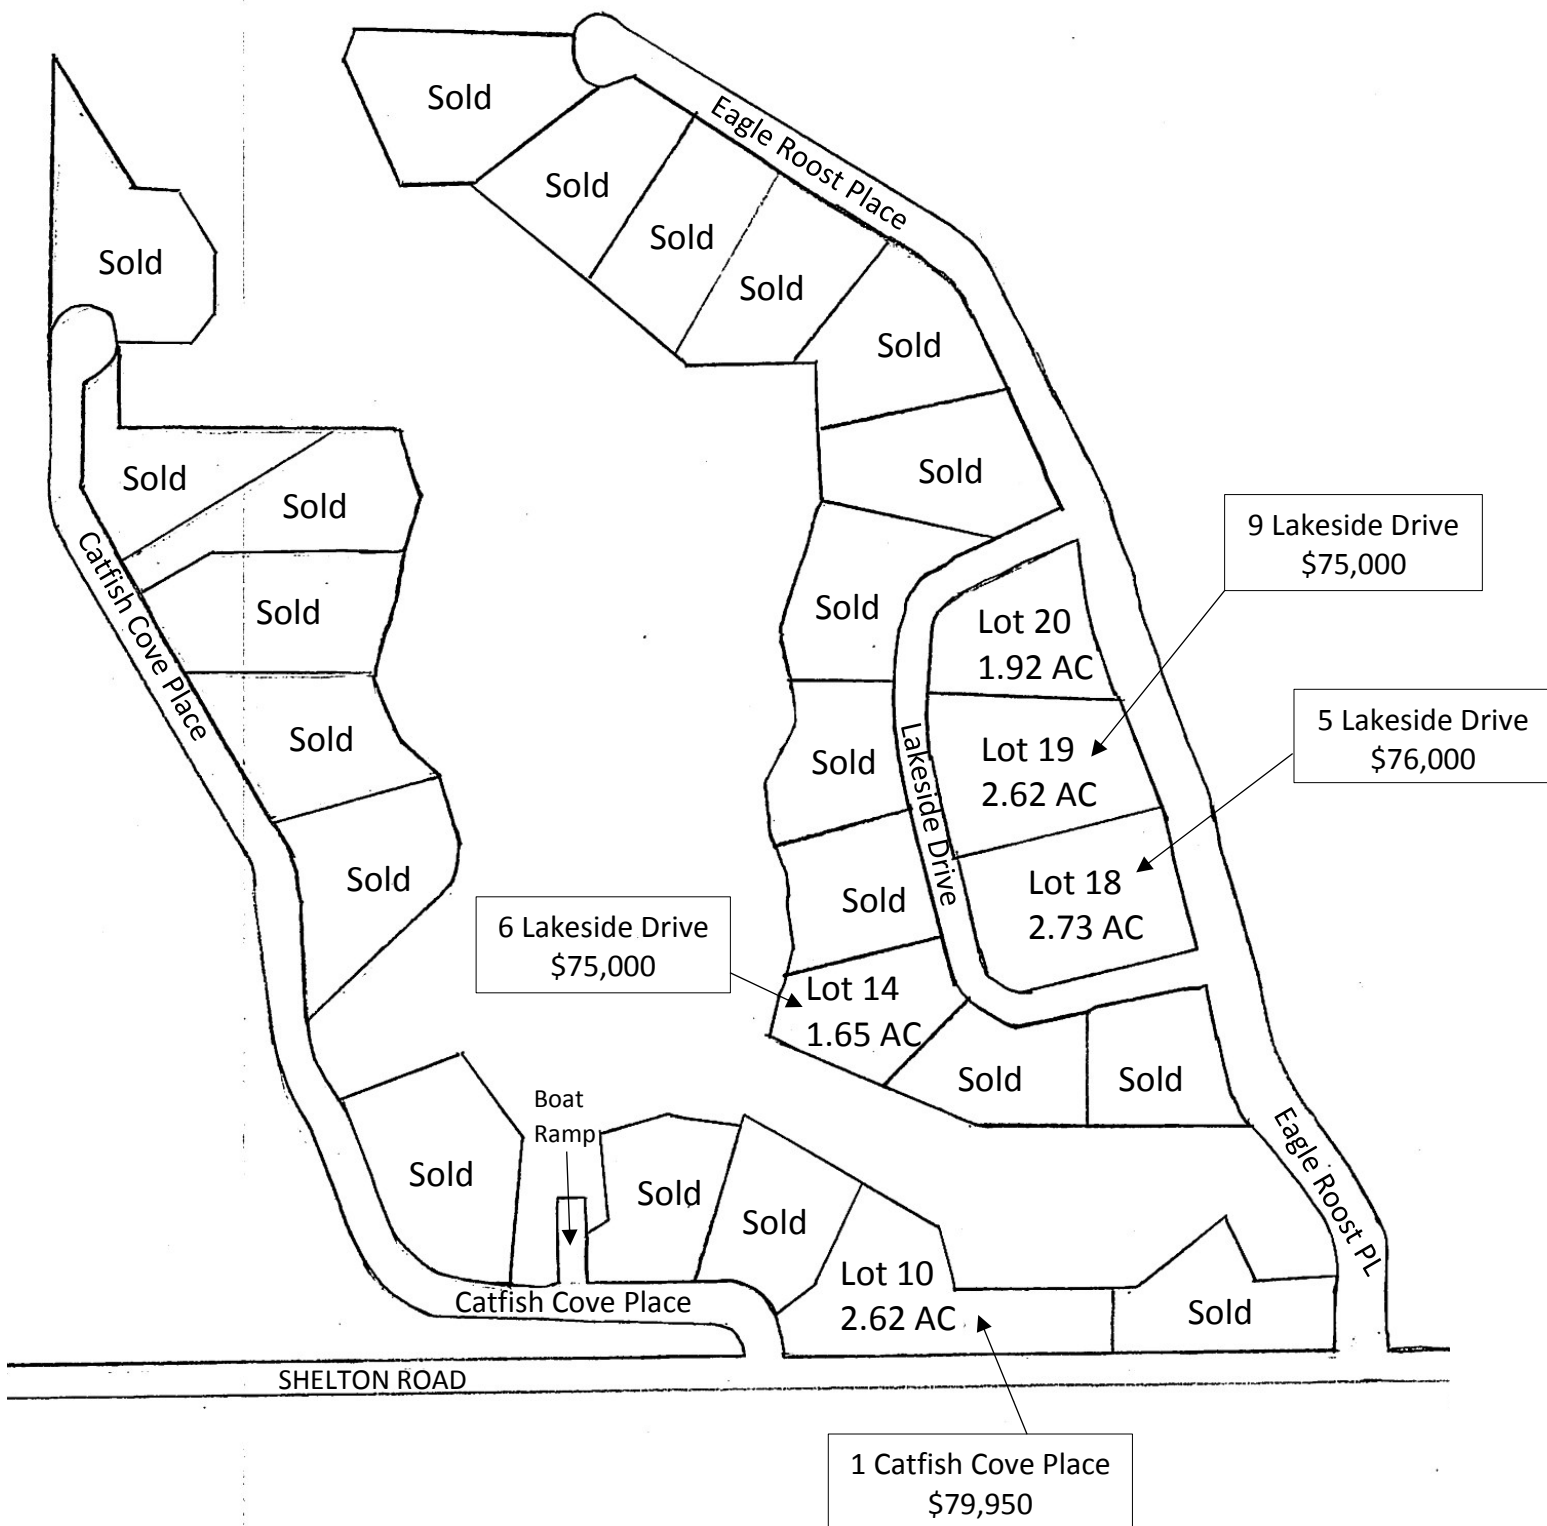 Sold
Eagle Roost Place
Sold
Sold
Sold
Sold
Sold
Sold
Sold
Sold
9 Lakeside Drive
$75,000
Catfish Cove Place
Sold
Sold
Lot 20
1.92 AC
Sold
Sold
Lakeside Drive
Lot 19
2.62 AC
5 Lakeside Drive
$76,000
Sold
Sold
Lot 18
2.73 AC
6 Lakeside Drive
$75,000
Lot 14
1.65 AC
Sold
Sold
Boat
Ramp
Eagle Roost PL
Sold
Sold
Sold
Lot 10
2.62 AC
Sold
Catfish Cove Place
SHELTON ROAD
1 Catfish Cove Place
$79,950